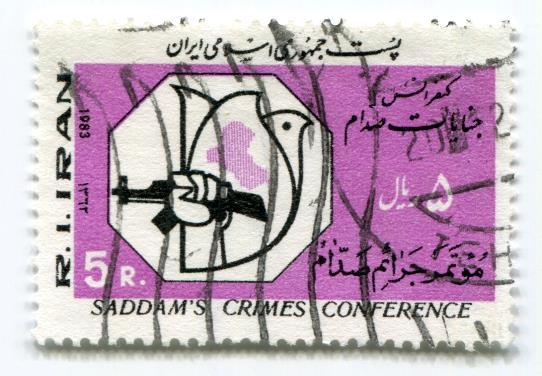 پست جمهوری اسلامی ایران
کنفرانس
جنایات صدام
۵ ریال
مؤتمر جرائم صدّام
R.I.IRAN
1983 ۱۳۶۲
5 R.
SADDAM'S CRIMES CONFERENCE